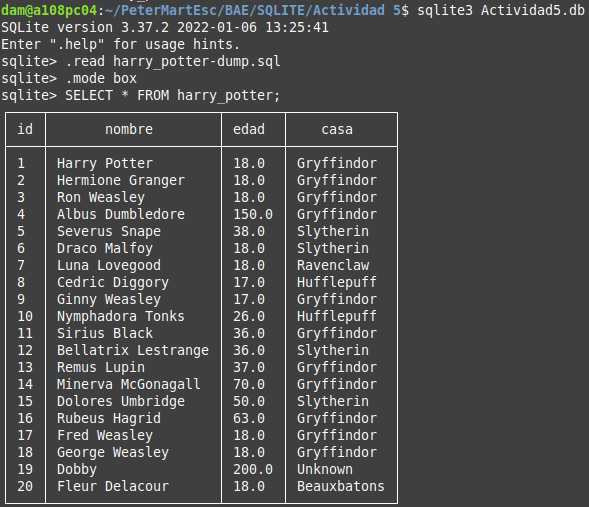 dam@a108pc04:~/PeterMartEsc/BAE/SQLITE/Actividad 5$ sqlite3 Actividad5.db
SQLite version 3.37.2 2022-01-06 13:25:41
Enter ".help" for usage hints.
sqlite> .read harry_potter-dump.sql
sqlite> .mode box
sqlite> SELECT * FROM harry_potter;
id nombre edad casa
1 Harry Potter 18.0 Gryffindor
2 Hermione Granger 18.0 Gryffindor
3 Ron Weasley 18.0 Gryffindor
4 Albus Dumbledore 150.0 Gryffindor
5 Severus Snape 38.0 Slytherin
6 Draco Malfoy 18.0 Slytherin
7 Luna Lovegood 18.0 Ravenclaw
8 Cedric Diggory 17.0 Hufflepuff
9 Ginny Weasley 17.0 Gryffindor
10 Nymphadora Tonks 26.0 Hufflepuff
11 Sirius Black 36.0 Gryffindor
12 Bellatrix Lestrange 36.0 Slytherin
13 Remus Lupin 37.0 Gryffindor
14 Minerva McGonagall 70.0 Gryffindor
15 Dolores Umbridge 50.0 Slytherin
16 Rubeus Hagrid 63.0 Gryffindor
17 Fred Weasley 18.0 Gryffindor
18 George Weasley 18.0 Gryffindor
19 Dobby 200.0 Unknown
20 Fleur Delacour 18.0 Beauxbatons